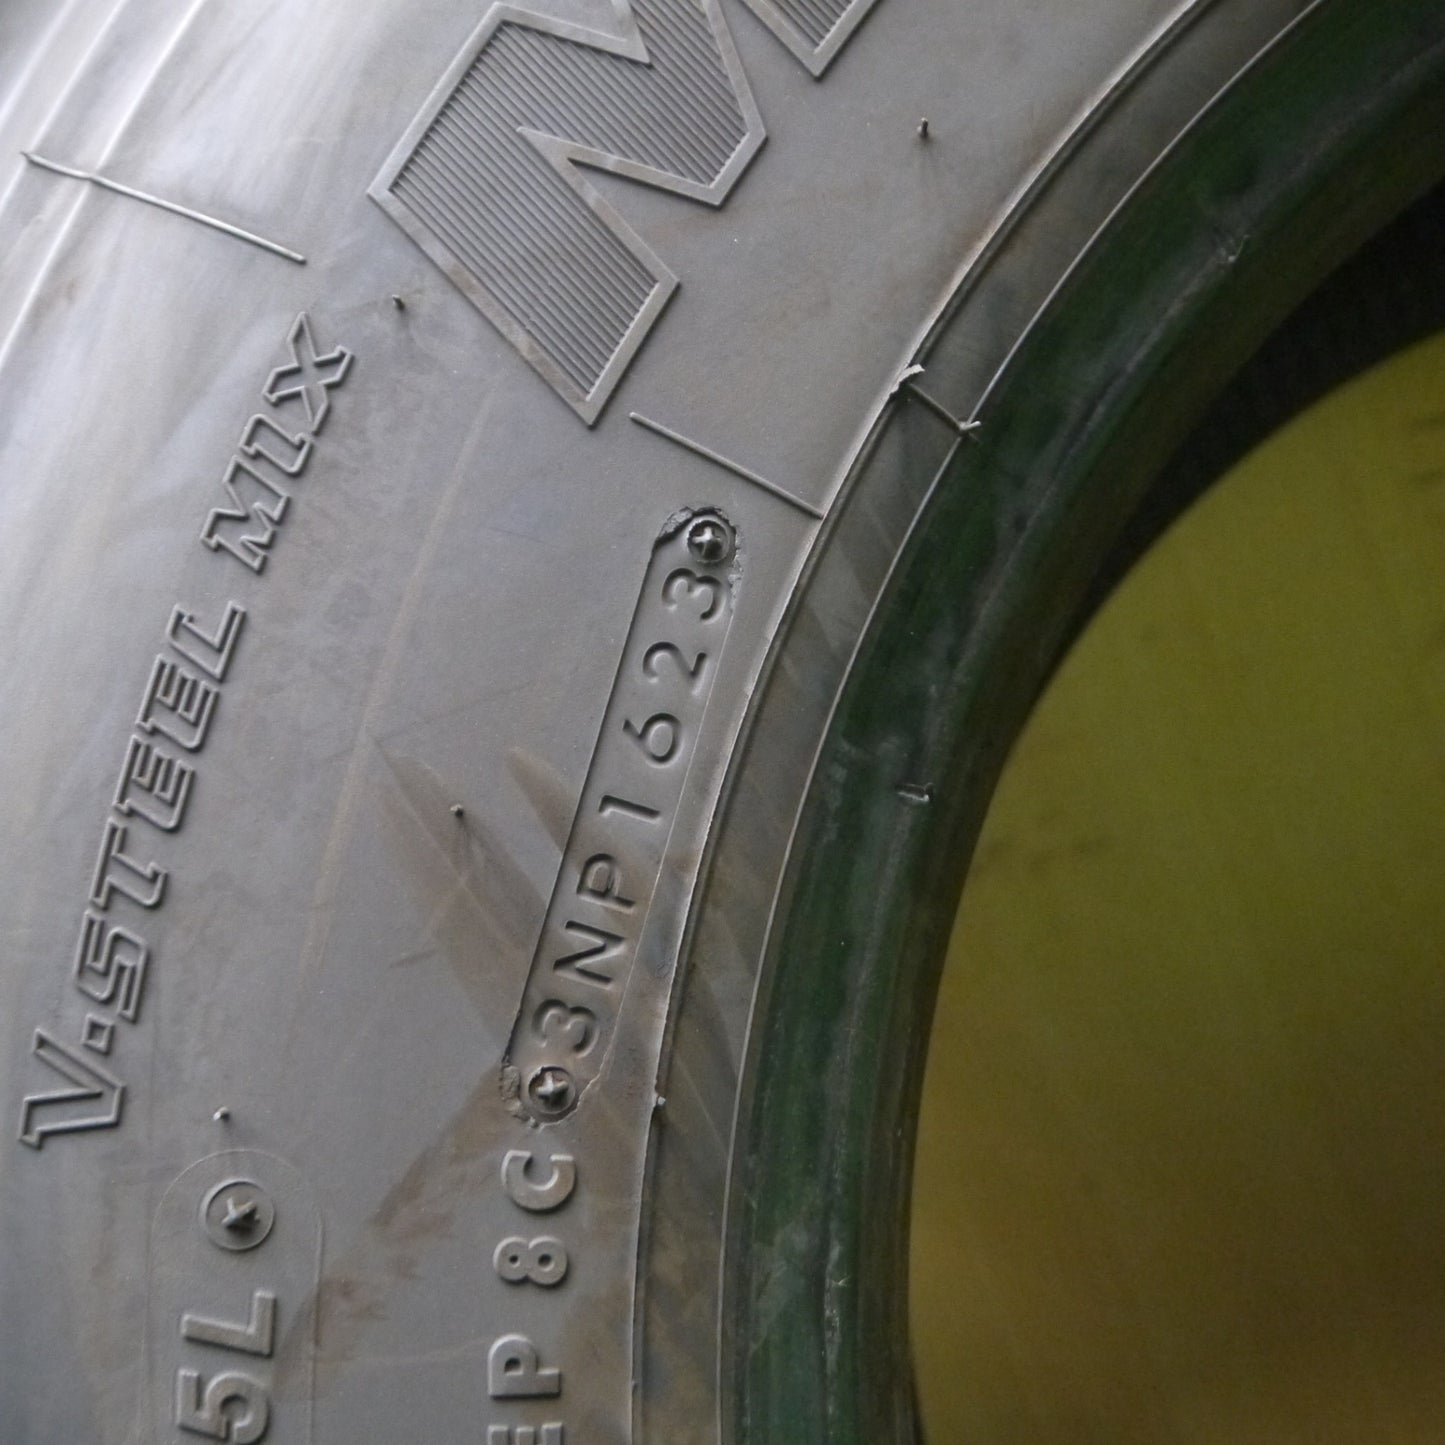 M
V·STEEL MIX
3NP1623
EP 8C
5L